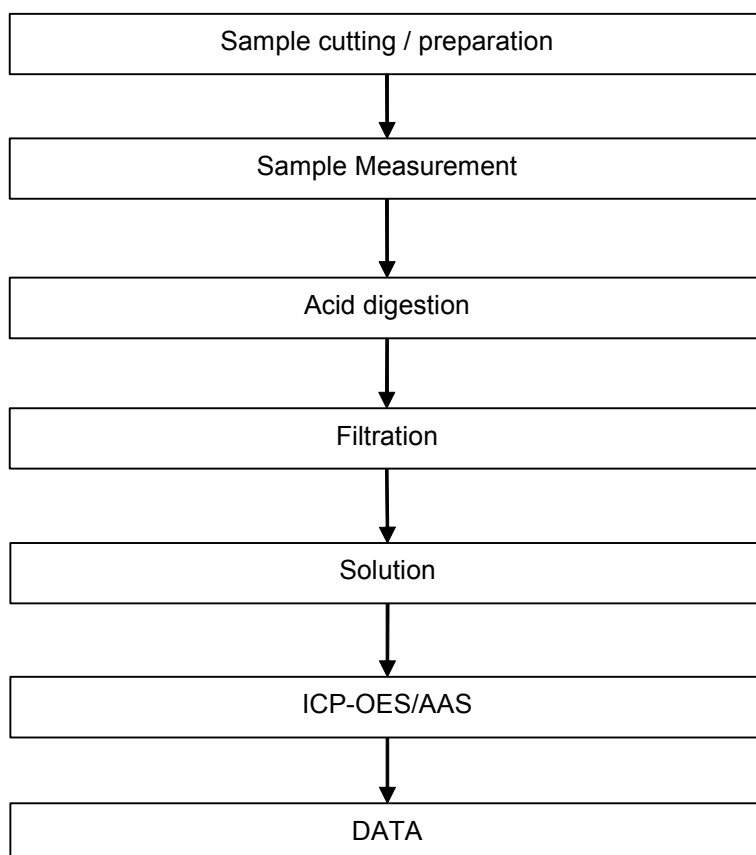 Sample cutting / preparation
Sample Measurement
Acid digestion
Filtration
Solution
ICP-OES/AAS
DATA